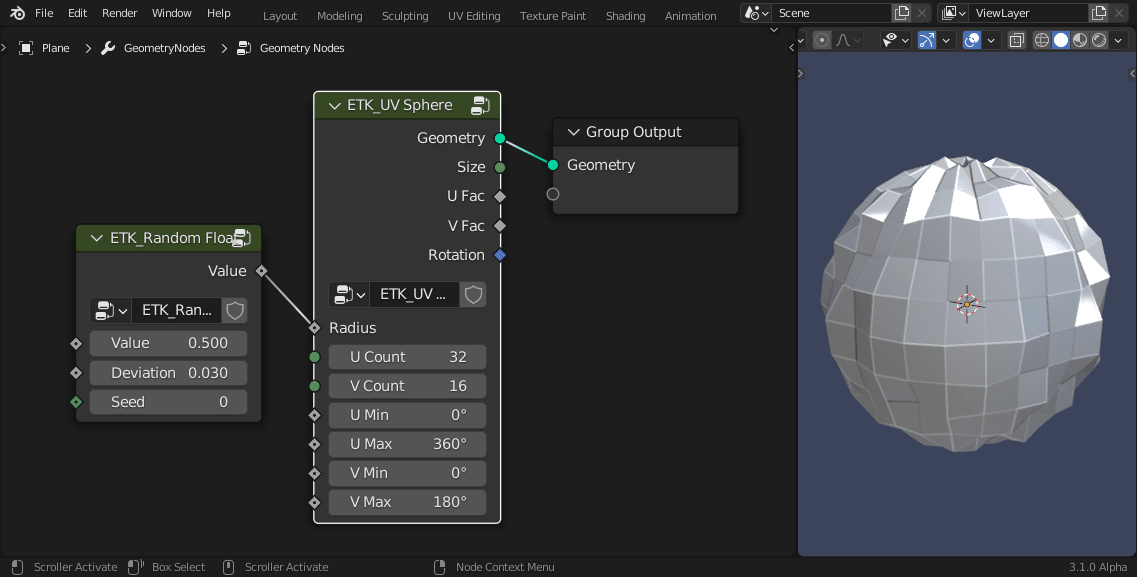 File Edit Render Window Help Layout Modeling Sculpting UV Editing Texture Paint Shading Animation Scene ViewLayer
Plane GeometryNodes Geometry Nodes
ETK_UV Sphere
Geometry
Size
U Fac
V Fac
Rotation
ETK_UV ...
Radius
U Count 32
V Count 16
U Min 0°
U Max 360°
V Min 0°
V Max 180°
Group Output
Geometry
ETK_Random Floa
Value
ETK_Ran...
Value 0.500
Deviation 0.030
Seed 0
Scroller Activate Box Select Scroller Activate Node Context Menu 3.1.0 Alpha